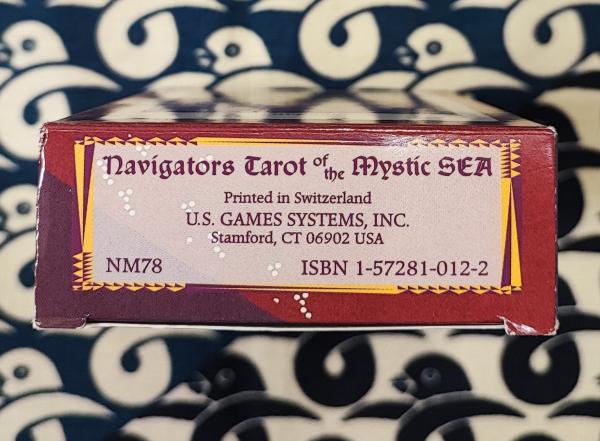 Navigators Tarot of the Mystic SEA
Printed in Switzerland
U.S. GAMES SYSTEMS, INC.
Stamford, CT 06902 USA
NM78 ISBN 1-57281-012-2